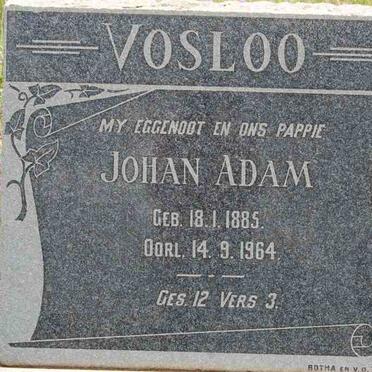 VOSLOO
MY EGGENOOT EN ONS PAPPIE
JOHAN ADAM
GEB. 18.1.1885.
OORL. 14.9.1964.
GES. 12 VERS 3.
BOTHA EN V.D.